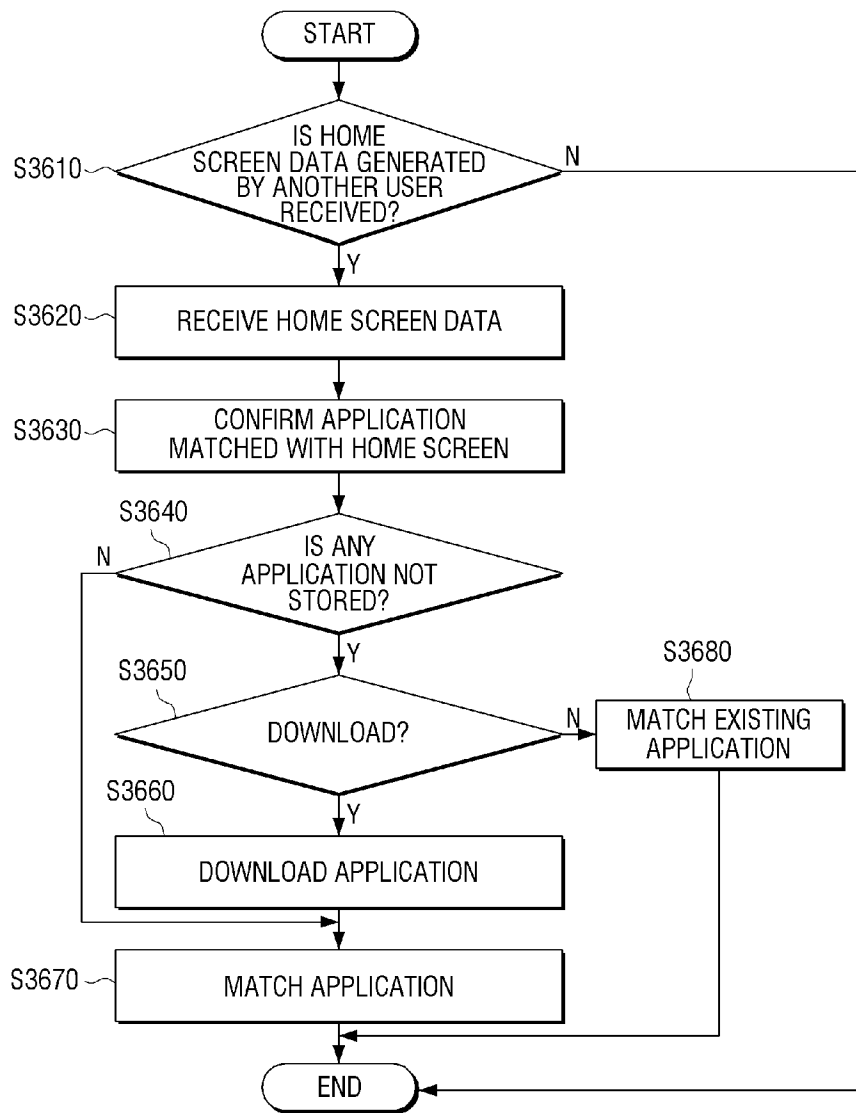 START
IS HOME
SCREEN DATA GENERATED
BY ANOTHER USER
RECEIVED?
S3610
N
Y
S3620
RECEIVE HOME SCREEN DATA
S3630
CONFIRM APPLICATION
MATCHED WITH HOME SCREEN
S3640
N
IS ANY
APPLICATION NOT
STORED?
Y
S3650
DOWNLOAD?
N
S3680
MATCH EXISTING
APPLICATION
Y
S3660
DOWNLOAD APPLICATION
S3670
MATCH APPLICATION
END